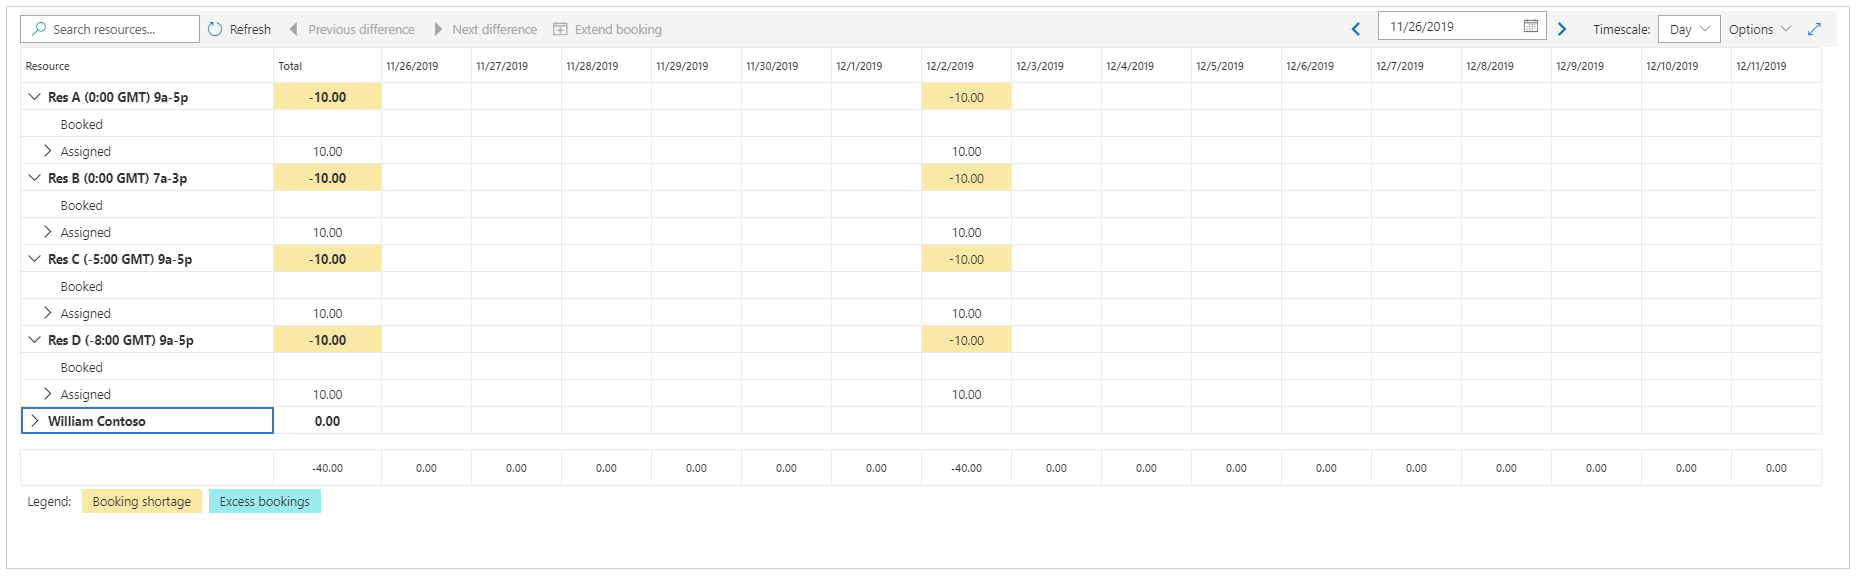 Search resources... Refresh Previous difference Next difference Extend booking 11/26/2019 Timescale: Day Options
Resource Total 11/26/2019 11/27/2019 11/28/2019 11/29/2019 11/30/2019 12/1/2019 12/2/2019 12/3/2019 12/4/2019 12/5/2019 12/6/2019 12/7/2019 12/8/2019 12/9/2019 12/10/2019 12/11/2019
Res A (0:00 GMT) 9a-5p -10.00 -10.00
Booked
Assigned 10.00 10.00
Res B (0:00 GMT) 7a-3p -10.00 -10.00
Booked
Assigned 10.00 10.00
Res C (-5:00 GMT) 9a-5p -10.00 -10.00
Booked
Assigned 10.00 10.00
Res D (-8:00 GMT) 9a-5p -10.00 -10.00
Booked
Assigned 10.00 10.00
William Contoso 0.00
-40.00 0.00 0.00 0.00 0.00 0.00 0.00 -40.00 0.00 0.00 0.00 0.00 0.00 0.00 0.00 0.00 0.00
Legend: Booking shortage Excess bookings